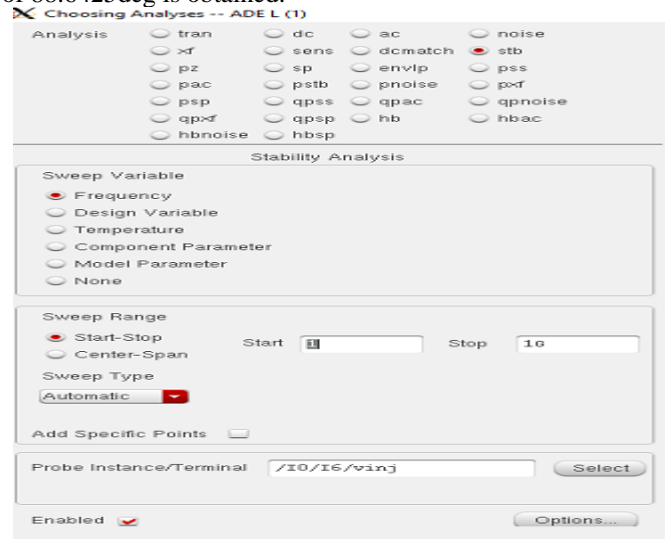 Choosing Analyses -- ADE L (1)
Analysis tran dc ac noise
xf sens dcmatch stb
pz sp envlp pss
pac pstb pnoise pxf
psp qpss qpac qpnoise
qpxf qpsp hb hbac
hbnoise hbsp
Stability Analysis
Sweep Variable
Frequency
Design Variable
Temperature
Component Parameter
Model Parameter
None
Sweep Range
Start-Stop Start 1 Stop 1G
Center-Span
Sweep Type
Automatic
Add Specific Points
Probe Instance/Terminal /I0/I6/vinj Select
Enabled Options...